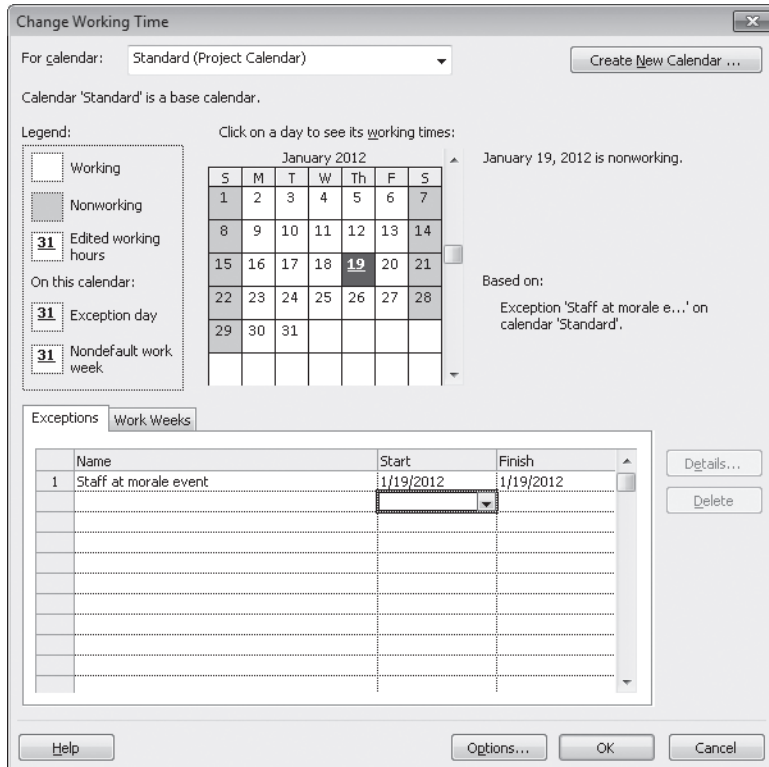 Change Working Time
For calendar: Standard (Project Calendar)
Create New Calendar ...
Calendar 'Standard' is a base calendar.
Legend:
Working
Nonworking
31 Edited working
hours
On this calendar:
31 Exception day
31 Nondefault work
week
Click on a day to see its working times:
January 2012
S M T W Th F S
1 2 3 4 5 6 7
8 9 10 11 12 13 14
15 16 17 18 19 20 21
22 23 24 25 26 27 28
29 30 31
January 19, 2012 is nonworking.
Based on:
Exception 'Staff at morale e...' on
calendar 'Standard'.
Exceptions Work Weeks
Name Start Finish
1 Staff at morale event 1/19/2012 1/19/2012
Details...
Delete
Help Options... OK Cancel